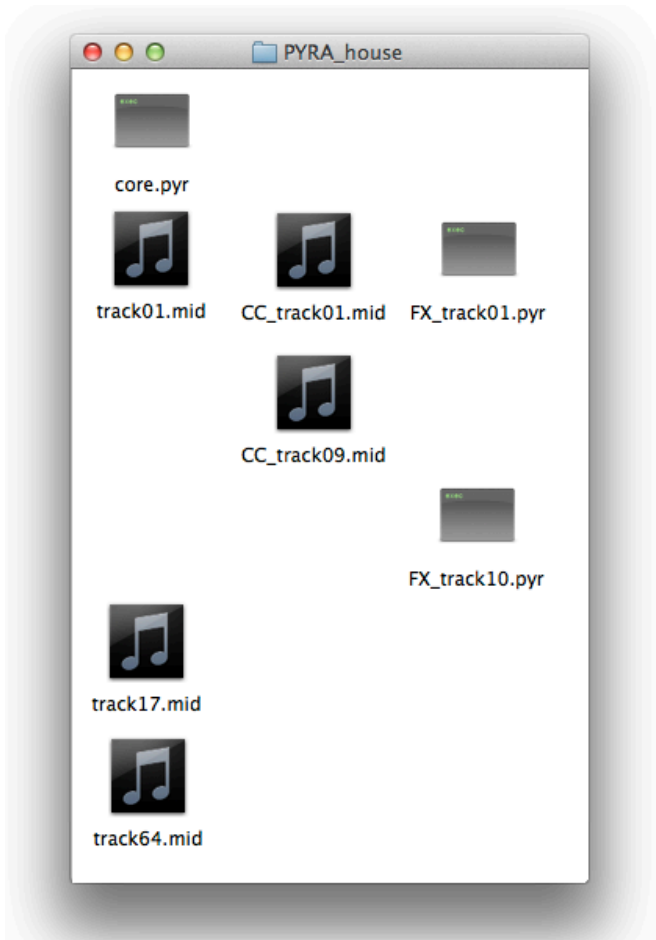 PYRA_house
core.pyr
track01.mid CC_track01.mid FX_track01.pyr
CC_track09.mid
FX_track10.pyr
track17.mid
track64.mid